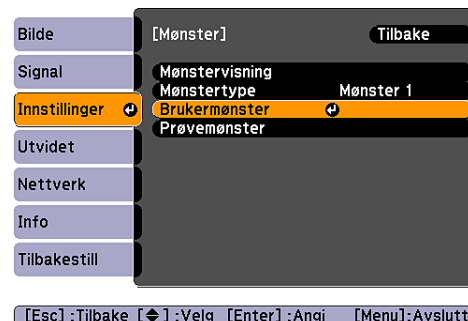 Bilde
Signal
Innstillinger
Utvidet
Nettverk
Info
Tilbakestill
[Mønster] Tilbake
Mønstervisning
Mønstertype Mønster 1
Brukermønster
Prøvemønster
[Esc] :Tilbake [◆] :Velg [Enter] :Angi [Menu]:Avslutt